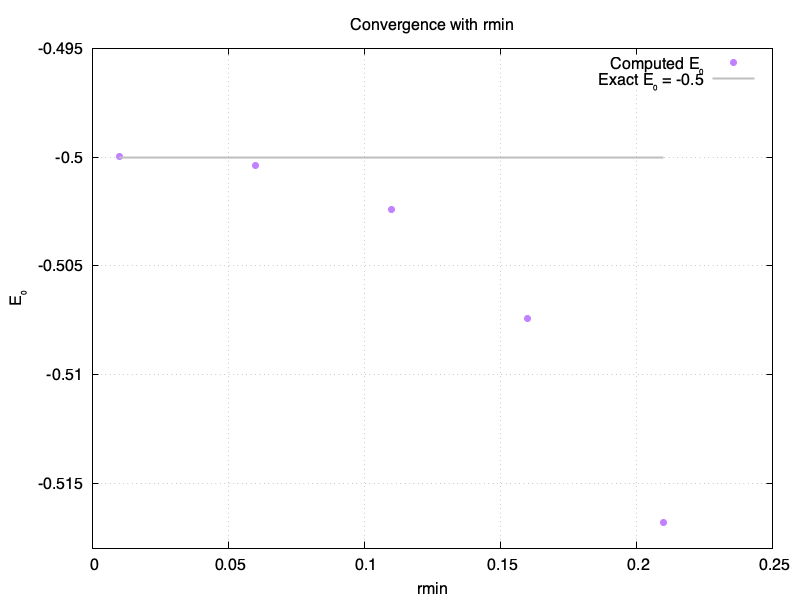 Convergence with rmin
-0.495
Computed E₀
Exact E₀ = -0.5
-0.5
-0.505
E₀
-0.51
-0.515
0 0.05 0.1 0.15 0.2 0.25
rmin